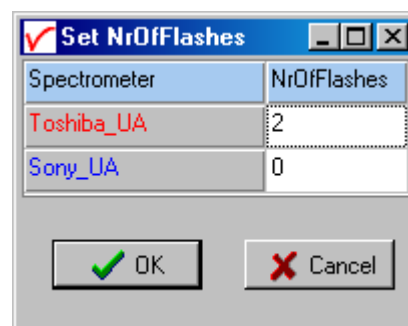 Set NrOfFlashes
Spectrometer NrOfFlashes
Toshiba_UA 2
Sony_UA 0
OK Cancel